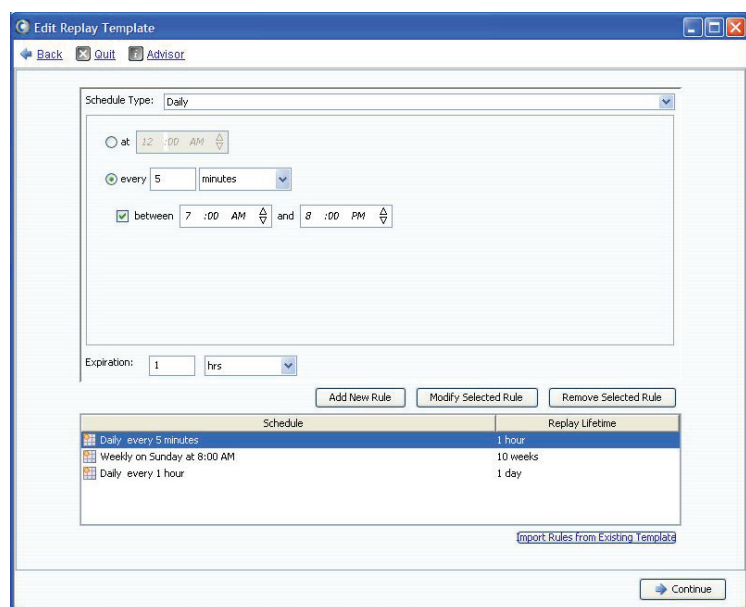 Edit Replay Template
Back Quit Advisor
Schedule Type: Daily
at 12 :00 AM
every 5 minutes
between 7 :00 AM and 8 :00 PM
Expiration: 1 hrs
Add New Rule Modify Selected Rule Remove Selected Rule
Schedule Replay Lifetime
Daily every 5 minutes 1 hour
Weekly on Sunday at 8:00 AM 10 weeks
Daily every 1 hour 1 day
Import Rules from Existing Template
Continue